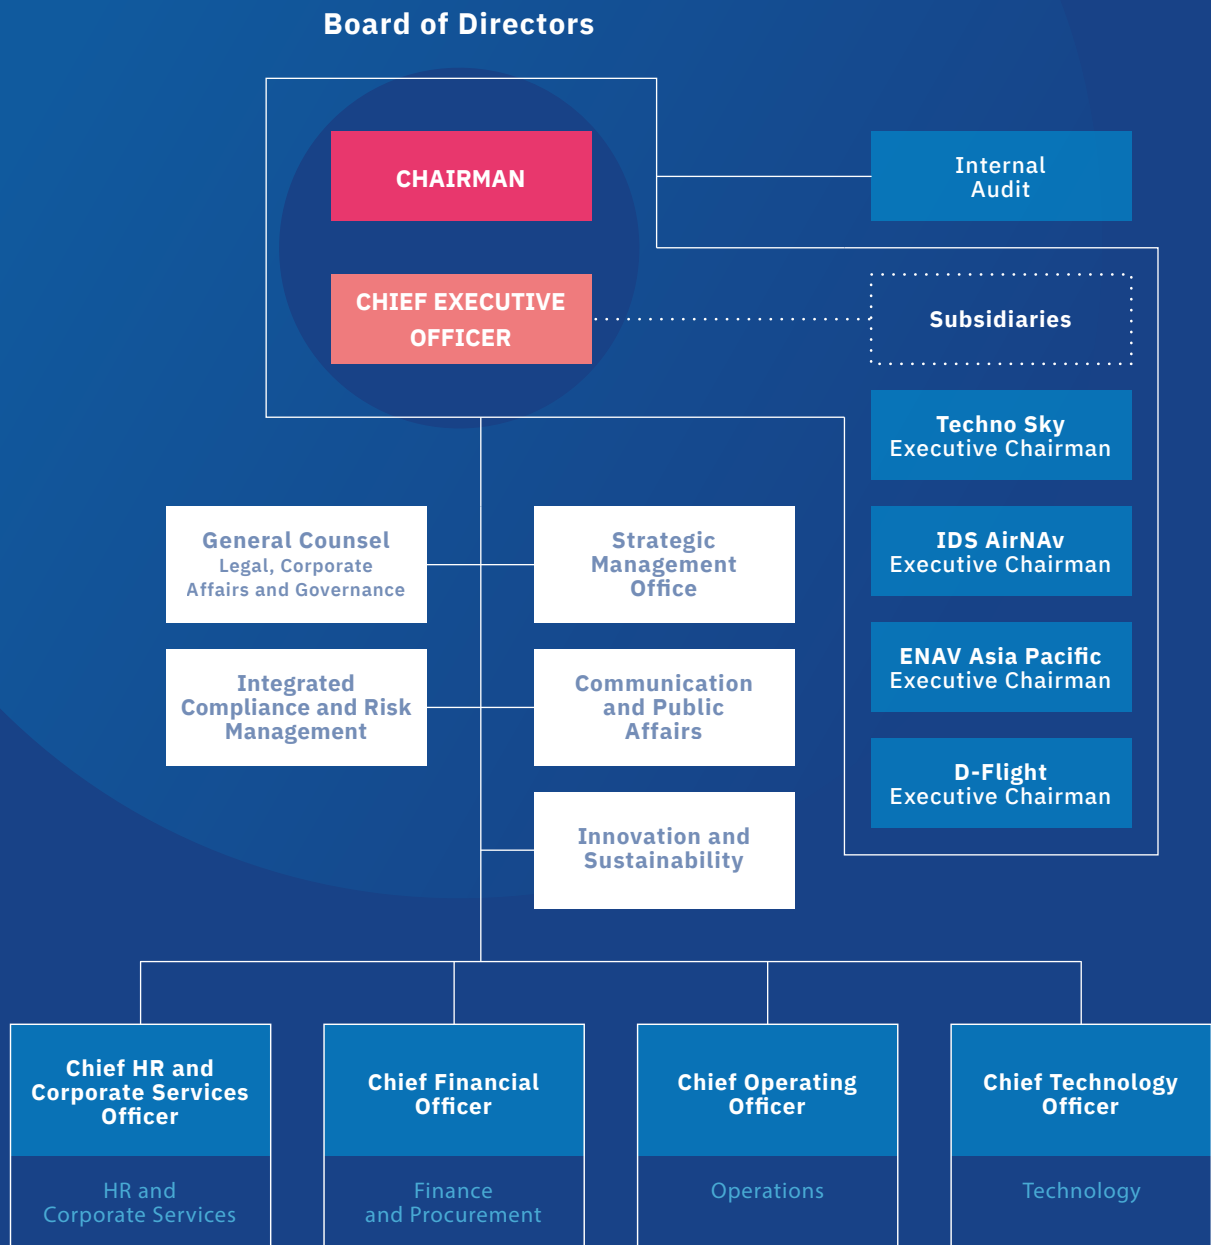 Board of Directors
CHAIRMAN
Internal
Audit
CHIEF EXECUTIVE
OFFICER
Subsidiaries
Techno Sky
Executive Chairman
IDS AirNAv
Executive Chairman
ENAV Asia Pacific
Executive Chairman
D-Flight
Executive Chairman
General Counsel
Legal, Corporate
Affairs and Governance
Strategic
Management
Office
Integrated
Compliance and Risk
Management
Communication
and Public
Affairs
Innovation and
Sustainability
Chief HR and
Corporate Services
Officer
HR and
Corporate Services
Chief Financial
Officer
Finance
and Procurement
Chief Operating
Officer
Operations
Chief Technology
Officer
Technology